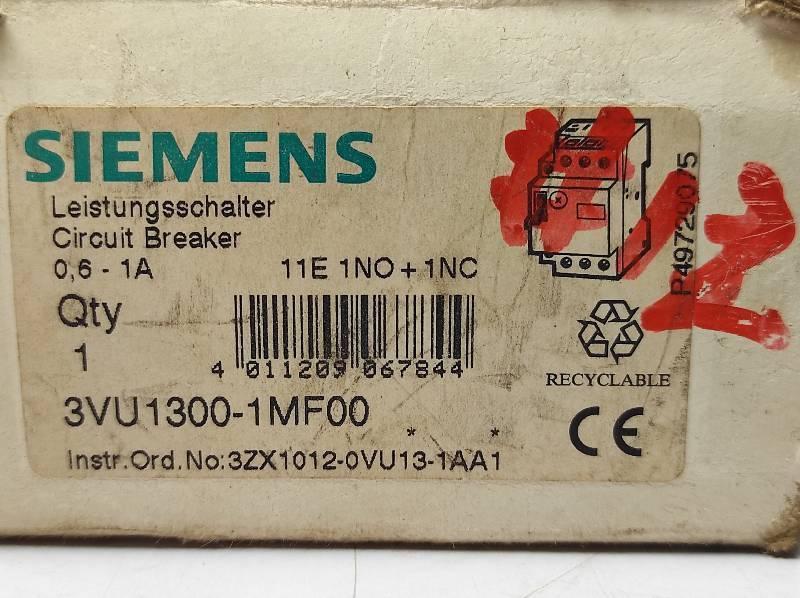 SIEMENS
Leistungsschalter
Circuit Breaker
0,6 - 1A 11E 1NO + 1NC
Qty
1
4 011209 067844
3VU1300-1MF00
* *
Instr.Ord.No:3ZX1012-0VU13-1AA1
RECYCLABLE
CE
P49729075